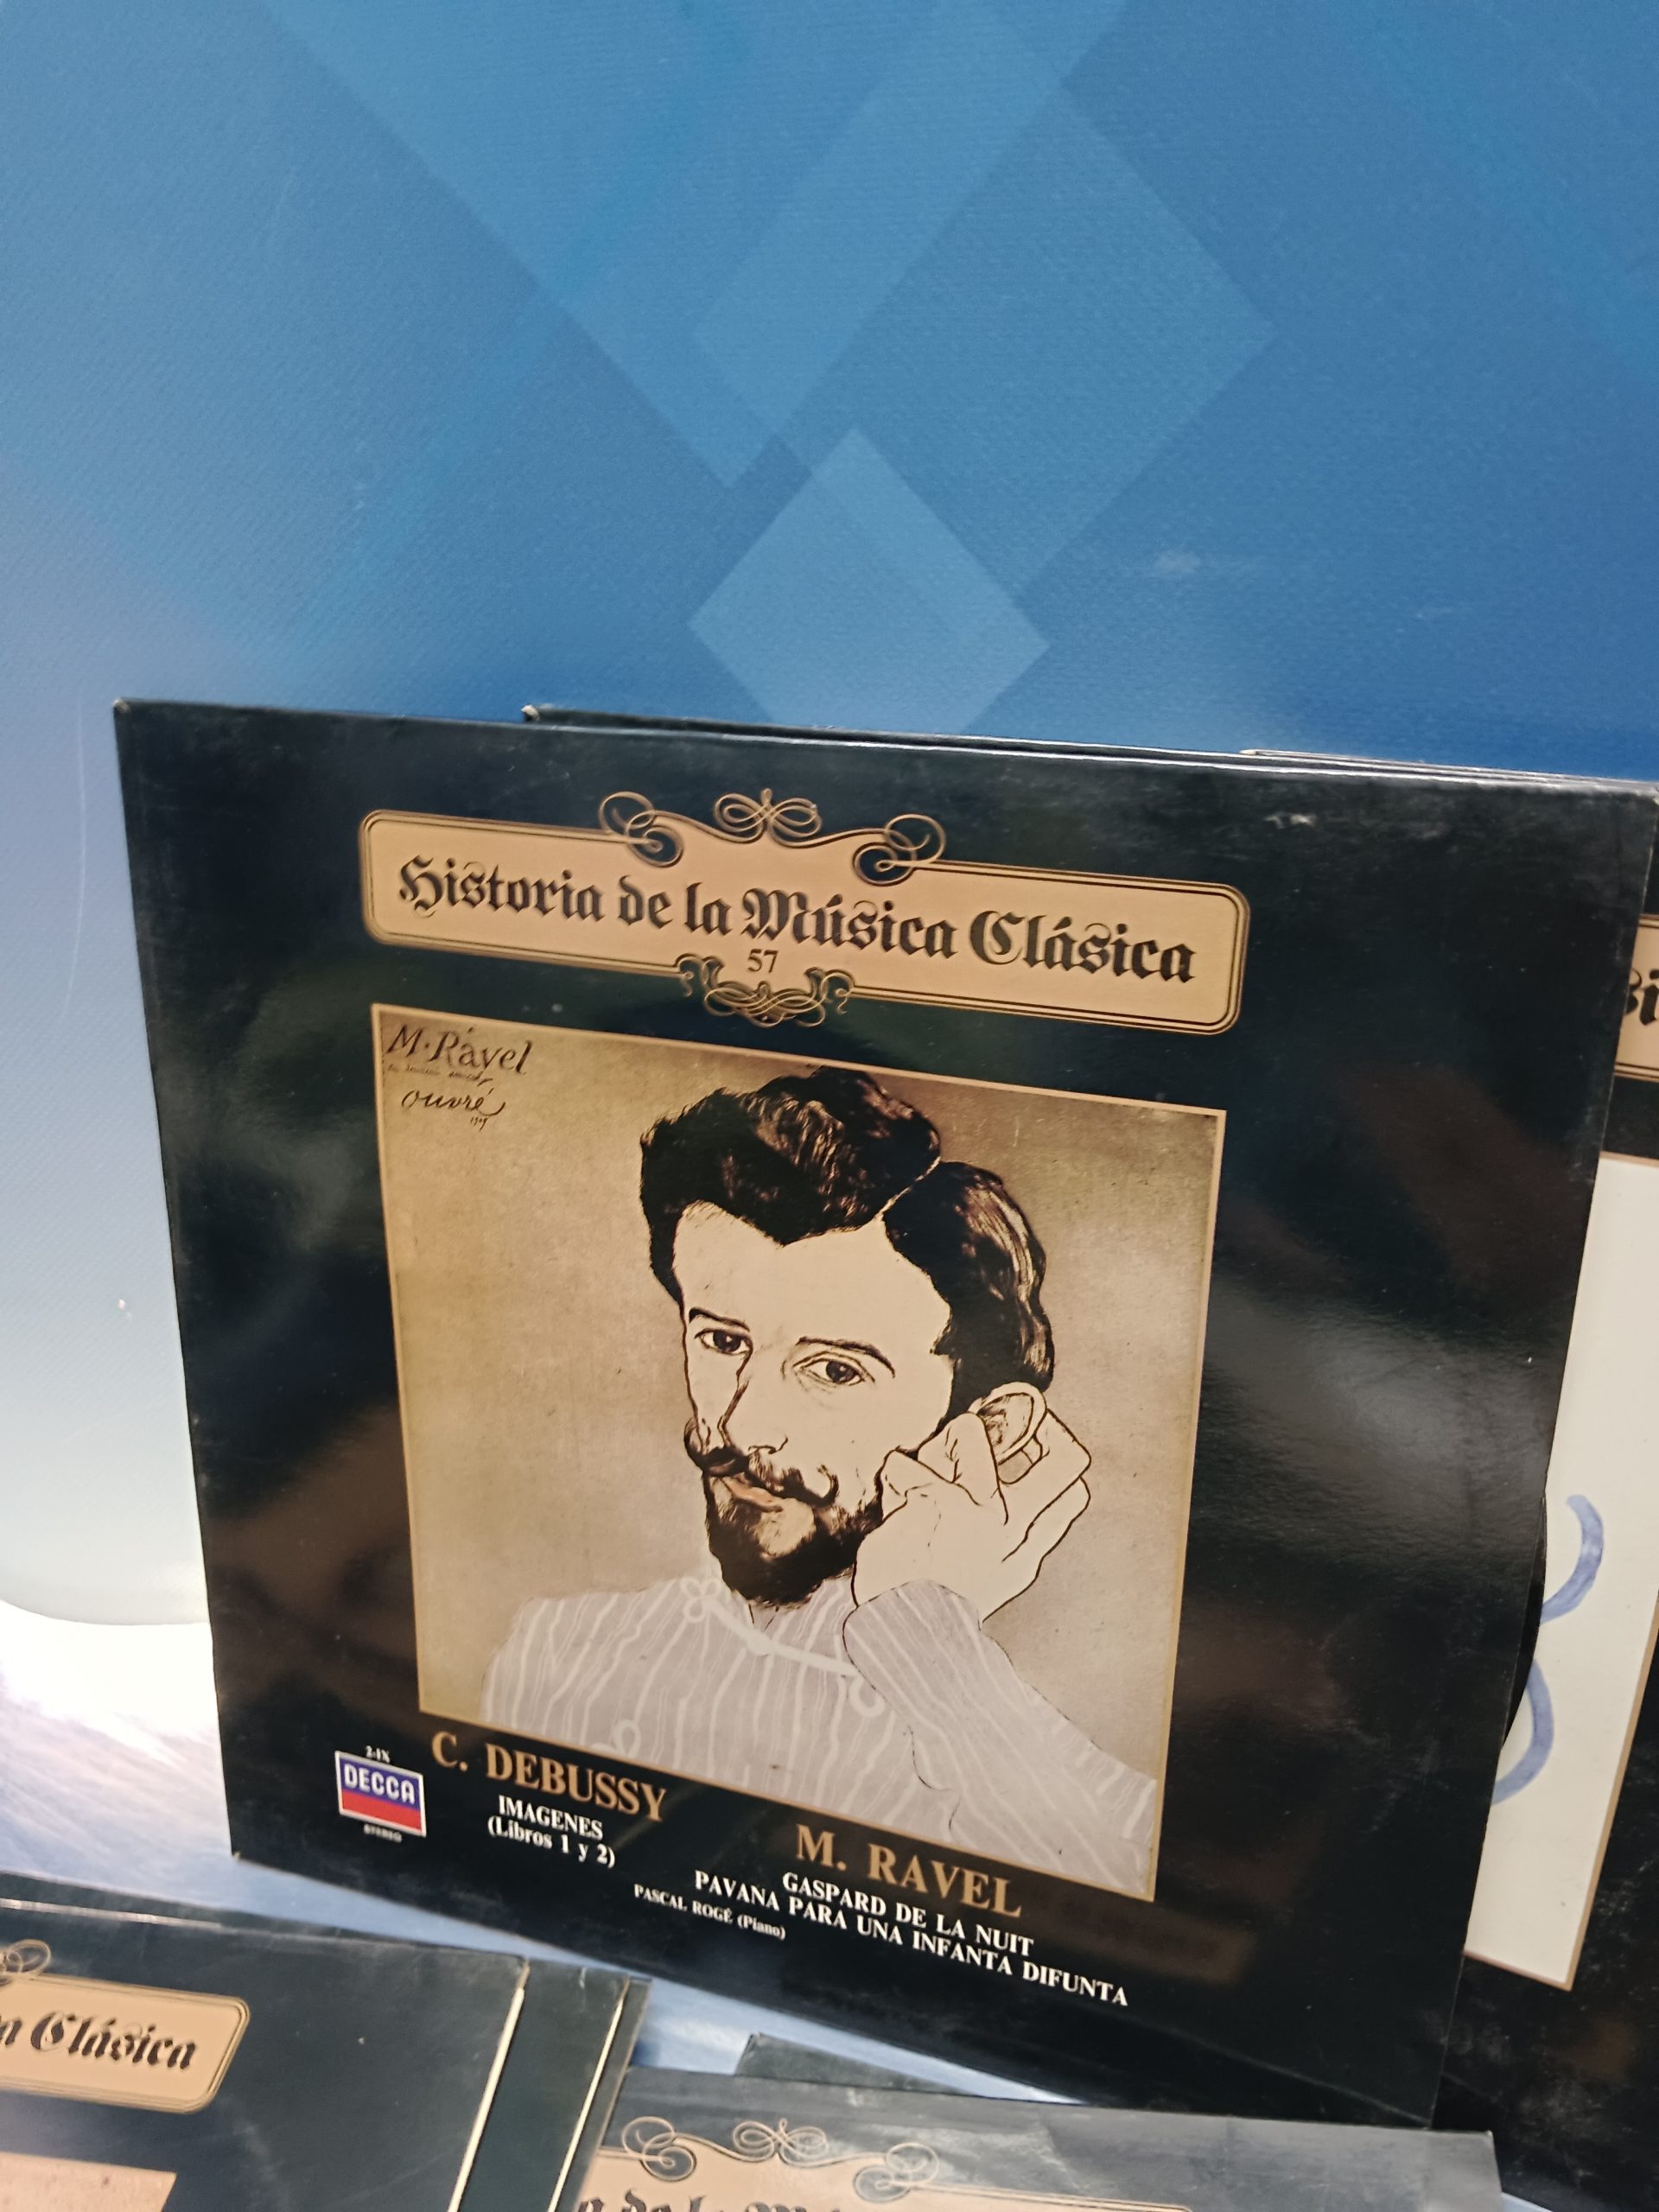 Historia de la Música Clásica
57
M. Ravel
ouvré
C. DEBUSSY
IMAGENES
(Libros 1 y 2)
M. RAVEL
GASPARD DE LA NUIT
PAVANA PARA UNA INFANTA DIFUNTA
PASCAL ROGÉ (Piano)
DECCA
STEREO
Clásica